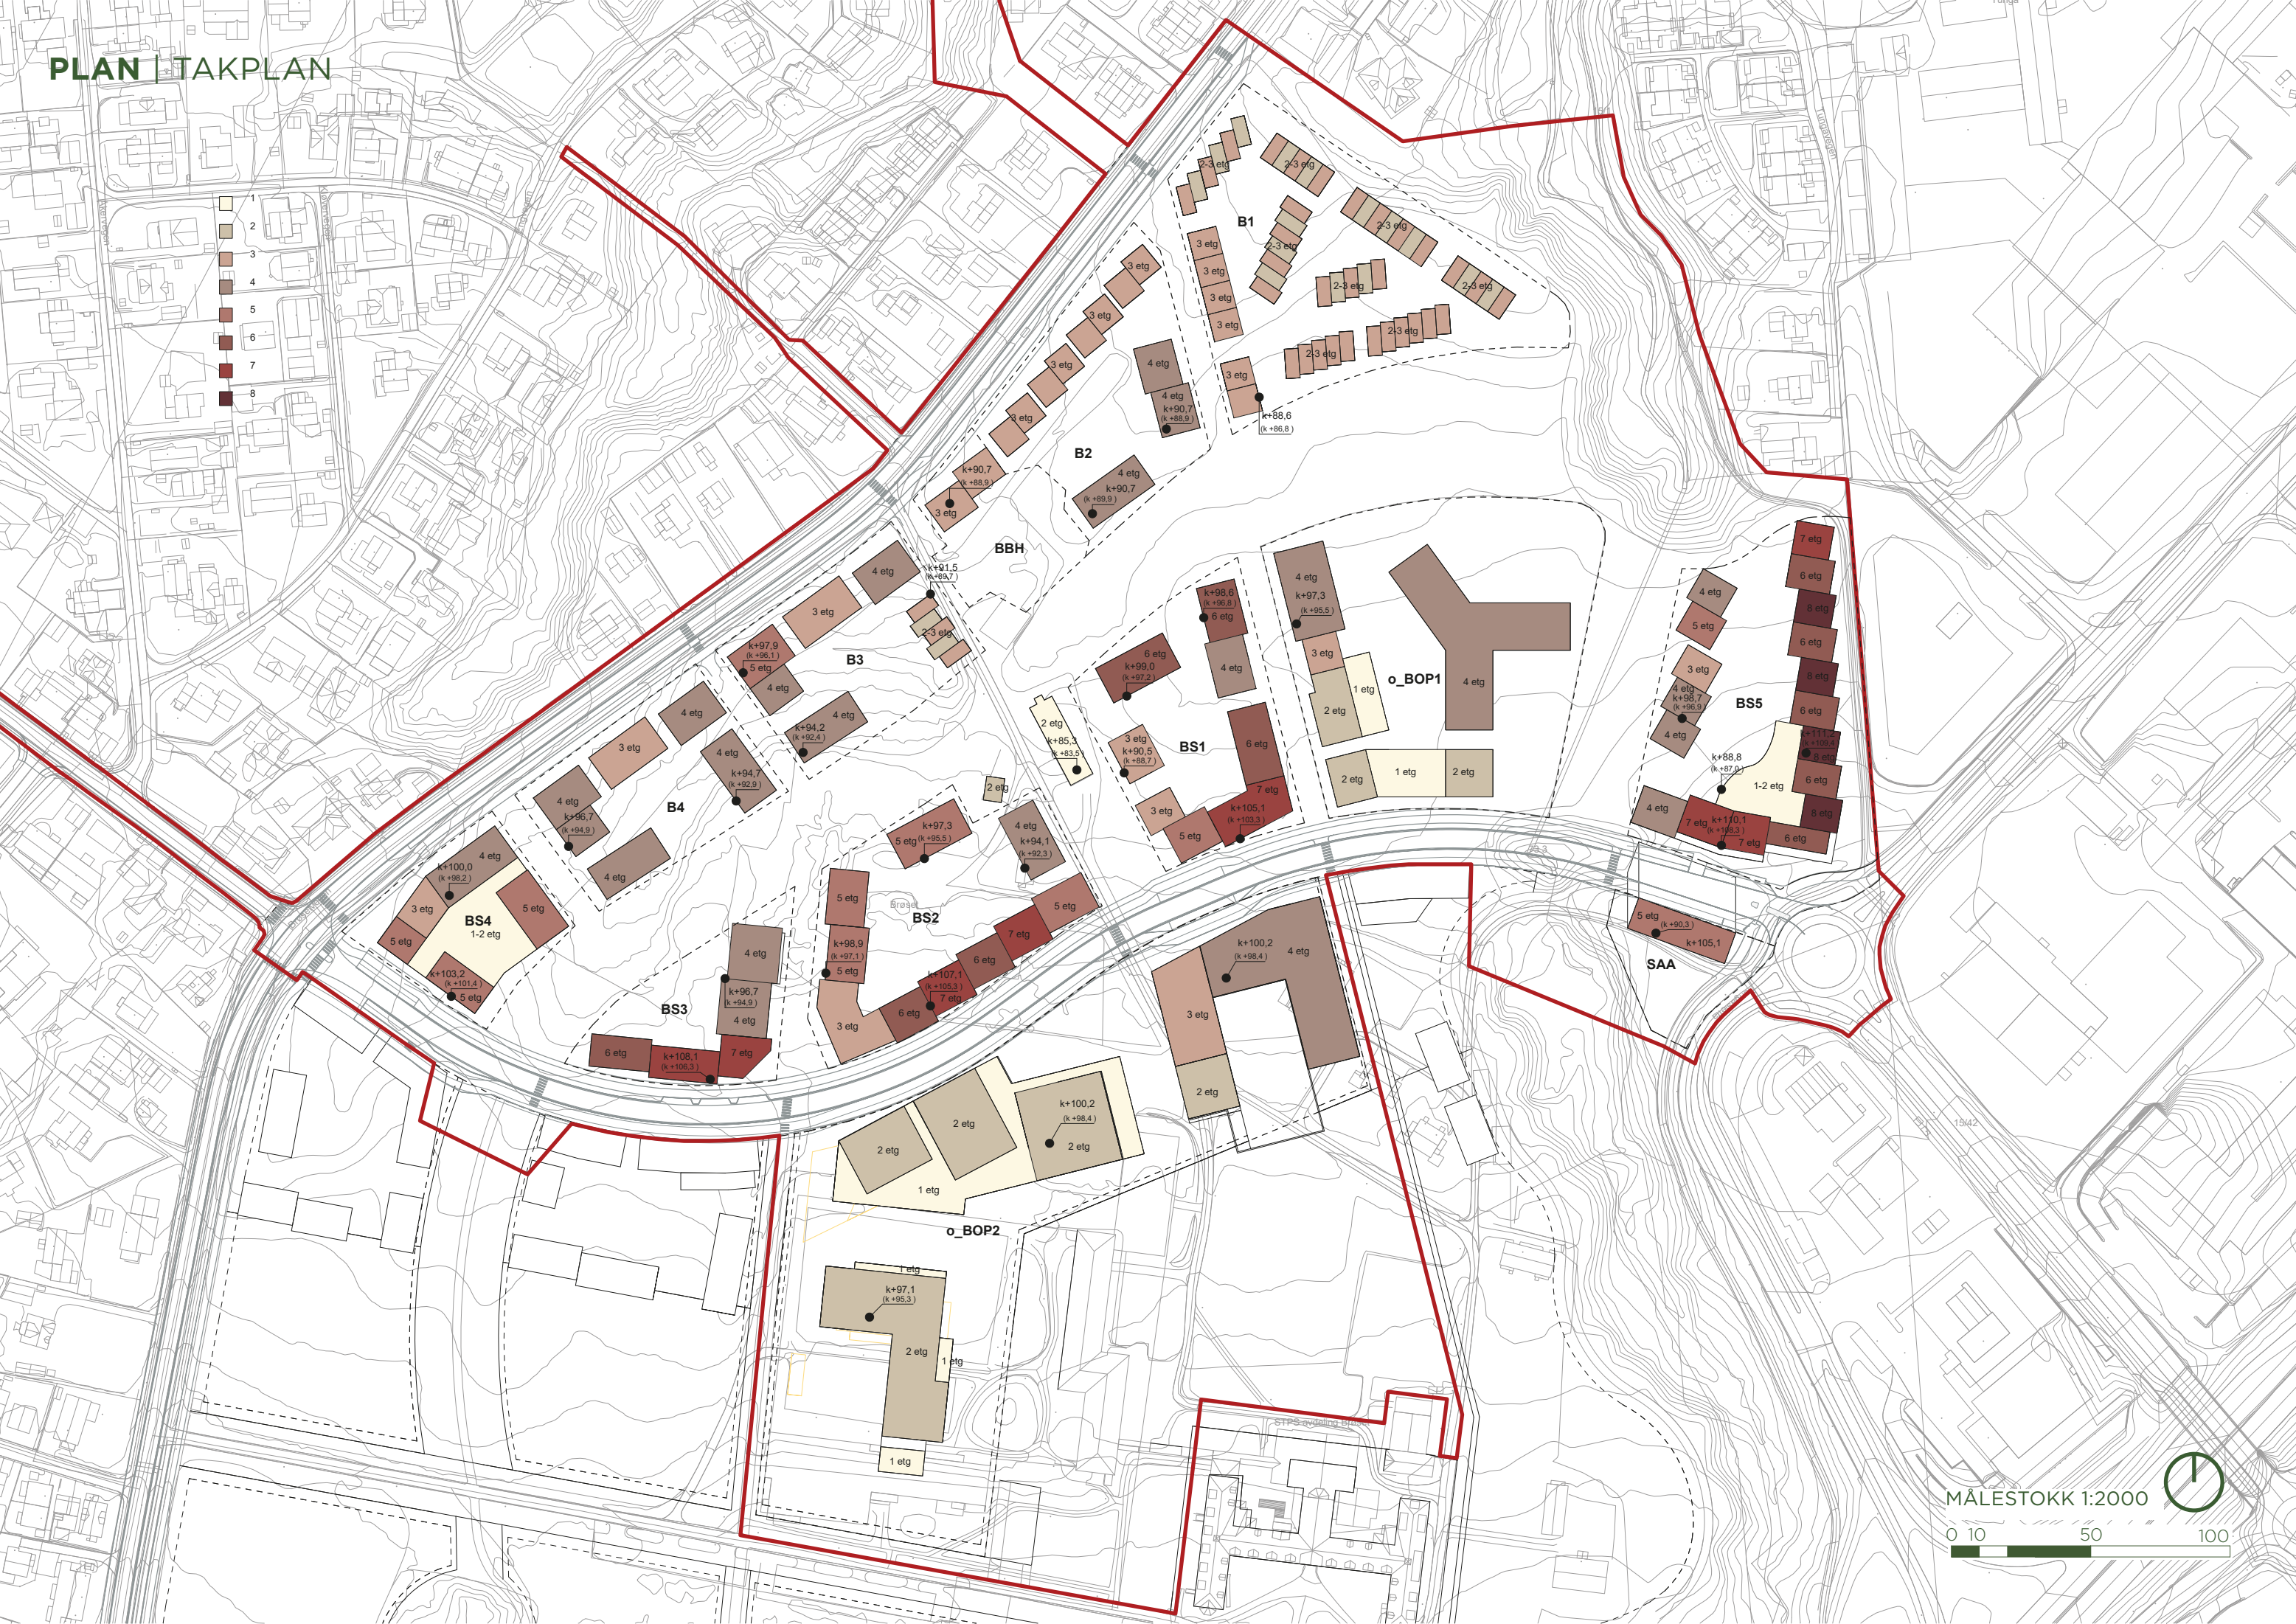 PLAN | TAKPLAN
1
2
3
4
5
6
7
8
2-3 etg
2-3 etg
B1
2-3 etg
2-3 etg
3 etg
3 etg
3 etg
3 etg
2-3 etg
2-3 etg
2-3 etg
2-3 etg
3 etg
k+88,6
(k +86,8 )
3 etg
3 etg
3 etg
3 etg
4 etg
4 etg
k+90,7
(k +88,9 )
B2
k+90,7
(k +88,9 )
3 etg
4 etg
k+90,7
(k +89,9 )
BBH
4 etg
k+91,5
(k +89,7 )
3 etg
2-3 etg
B3
k+97,9
(k +96,1 )
5 etg
4 etg
4 etg
k+94,2
(k +92,4 )
4 etg
3 etg
4 etg
k+94,7
(k +92,9 )
B4
4 etg
k+96,7
(k +94,9 )
4 etg
4 etg
k+100,0
(k +98,2 )
3 etg
5 etg
BS4
1-2 etg
5 etg
k+103,2
(k +101,4 )
5 etg
2 etg
k+85,3
(k +83,5 )
2 etg
k+98,6
(k +96,8 )
6 etg
6 etg
k+99,0
(k +97,2 )
4 etg
3 etg
k+90,5
(k +88,7 )
BS1
6 etg
3 etg
7 etg
k+105,1
(k +103,3 )
5 etg
4 etg
k+97,3
(k +95,5 )
3 etg
1 etg
2 etg
o_BOP1
4 etg
2 etg
1 etg
2 etg
7 etg
6 etg
8 etg
6 etg
8 etg
6 etg
4 etg
5 etg
3 etg
4 etg
k+98,7
(k +96,9 )
4 etg
BS5
8 etg
6 etg
8 etg
k+88,8
(k +87,0 )
1-2 etg
4 etg
7 etg
k+110,1
(k +108,3 )
7 etg
6 etg
5 etg
(k +90,3 )
k+105,1
SAA
k+97,3
5 etg (k +95,5 )
4 etg
k+94,1
(k +92,3 )
5 etg
Brøset
BS2
5 etg
7 etg
k+98,9
(k +97,1 )
5 etg
6 etg
k+107,1
(k +105,3 )
7 etg
6 etg
3 etg
4 etg
k+96,7
(k +94,9 )
4 etg
BS3
6 etg
k+108,1
(k +106,3 )
7 etg
k+100,2
(k +98,4 )
4 etg
3 etg
2 etg
k+100,2
(k +98,4 )
2 etg
2 etg
2 etg
1 etg
o_BOP2
1 etg
k+97,1
(k +95,3 )
2 etg
1 etg
1 etg
15/42
MÅLESTOKK 1:2000
0 10 50 100